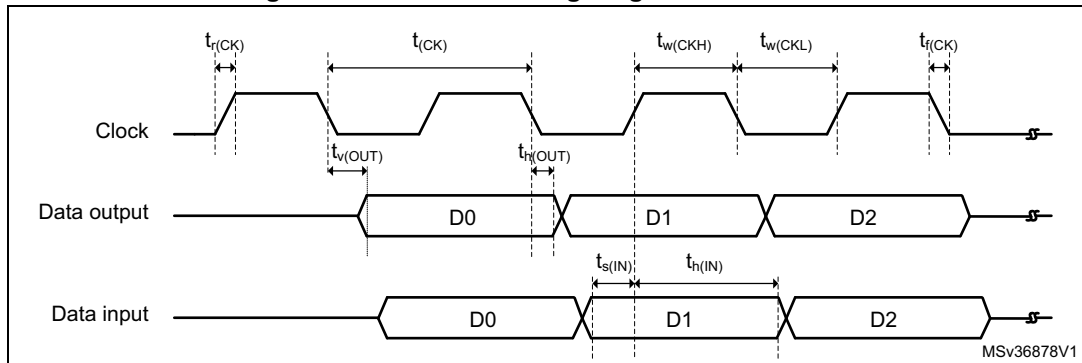 tr(CK) t(CK) tw(CKH) tw(CKL) tf(CK)
Clock
tv(OUT) th(OUT)
Data output D0 D1 D2
ts(IN) th(IN)
Data input D0 D1 D2
MSv36878V1